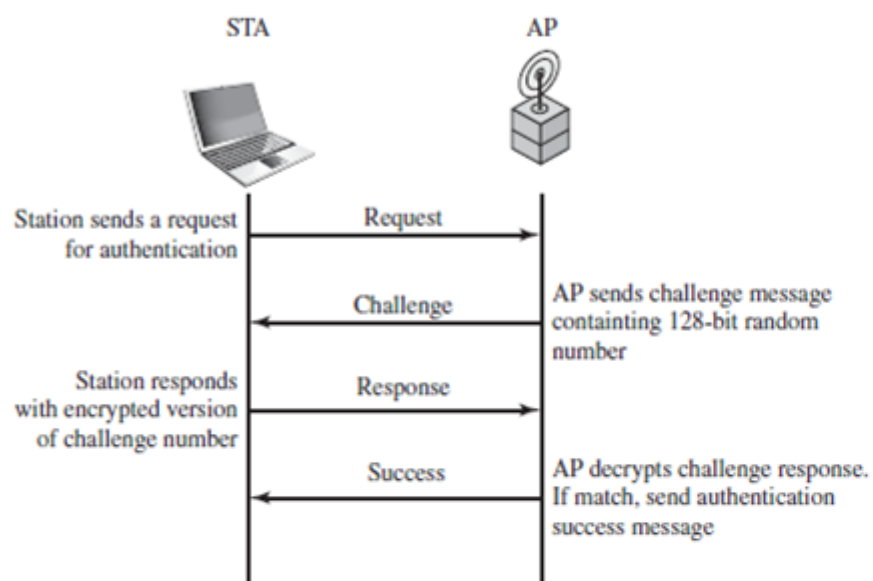 STA
AP
Station sends a request
for authentication
Request
Challenge
AP sends challenge message
containting 128-bit random
number
Station responds
with encrypted version
of challenge number
Response
Success
AP decrypts challenge response.
If match, send authentication
success message